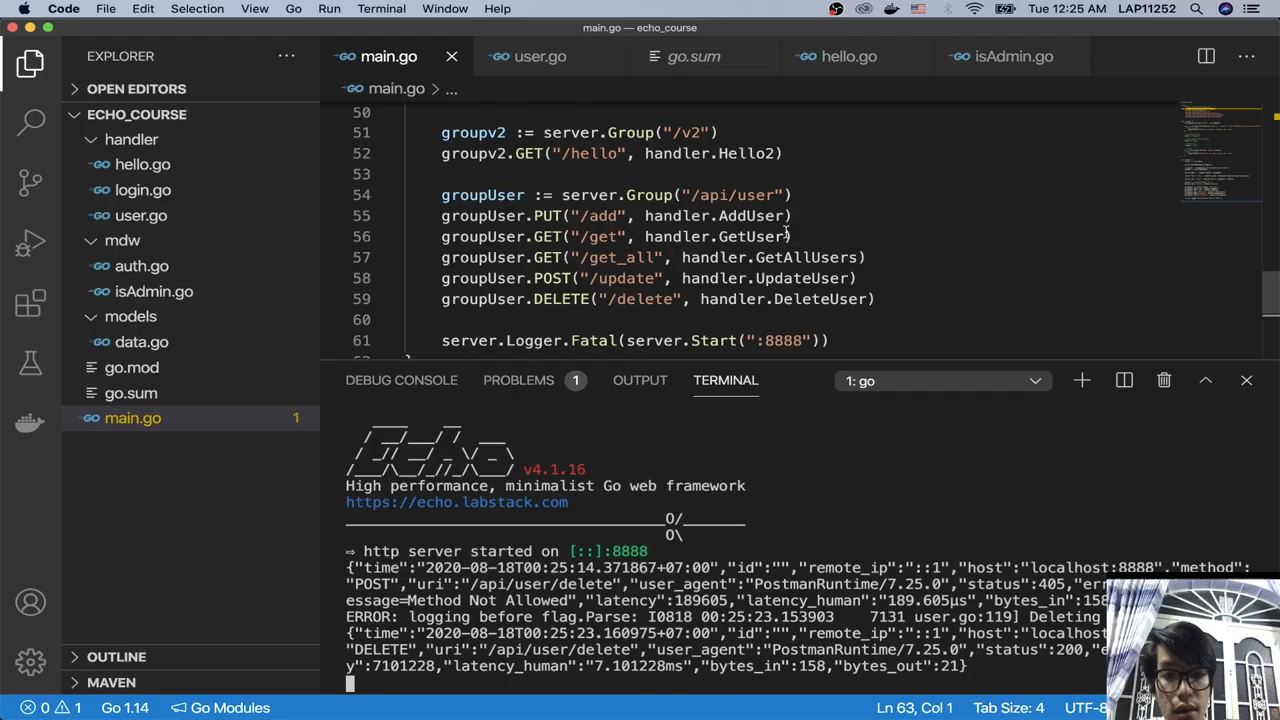 Code File Edit Selection View Go Run Terminal Window Help Tue 12:25 AM LAP11252
main.go — echo_course
EXPLORER
main.go user.go go.sum hello.go isAdmin.go
OPEN EDITORS
main.go > ...
ECHO_COURSE
handler
hello.go
login.go
user.go
mdw
auth.go
isAdmin.go
models
data.go
go.mod
go.sum
main.go 1
OUTLINE
MAVEN
50
51 groupv2 := server.Group("/v2")
52 groupv2.GET("/hello", handler.Hello2)
53
54 groupUser := server.Group("/api/user")
55 groupUser.PUT("/add", handler.AddUser)
56 groupUser.GET("/get", handler.GetUser)
57 groupUser.GET("/get_all", handler.GetAllUsers)
58 groupUser.POST("/update", handler.UpdateUser)
59 groupUser.DELETE("/delete", handler.DeleteUser)
60
61 server.Logger.Fatal(server.Start(":8888"))
DEBUG CONSOLE PROBLEMS 1 OUTPUT TERMINAL 1: go
v4.1.16
High performance, minimalist Go web framework
https://echo.labstack.com
____________________________________O/_______
O\
⇨ http server started on [::]:8888
{"time":"2020-08-18T00:25:14.371867+07:00","id":"","remote_ip":"::1","host":"localhost:8888","method":
"POST","uri":"/api/user/delete","user_agent":"PostmanRuntime/7.25.0","status":405,"err
essage=Method Not Allowed","latency":189605,"latency_human":"189.605µs","bytes_in":158
ERROR: logging before flag.Parse: I0818 00:25:23.153903 7131 user.go:119] Deleting
{"time":"2020-08-18T00:25:23.160975+07:00","id":"","remote_ip":"::1","host":"localhost
"DELETE","uri":"/api/user/delete","user_agent":"PostmanRuntime/7.25.0","status":200,"e
y":7101228,"latency_human":"7.101228ms","bytes_in":158,"bytes_out":21}
0 1 Go 1.14 Go Modules Ln 63, Col 1 Tab Size: 4 UTF-8